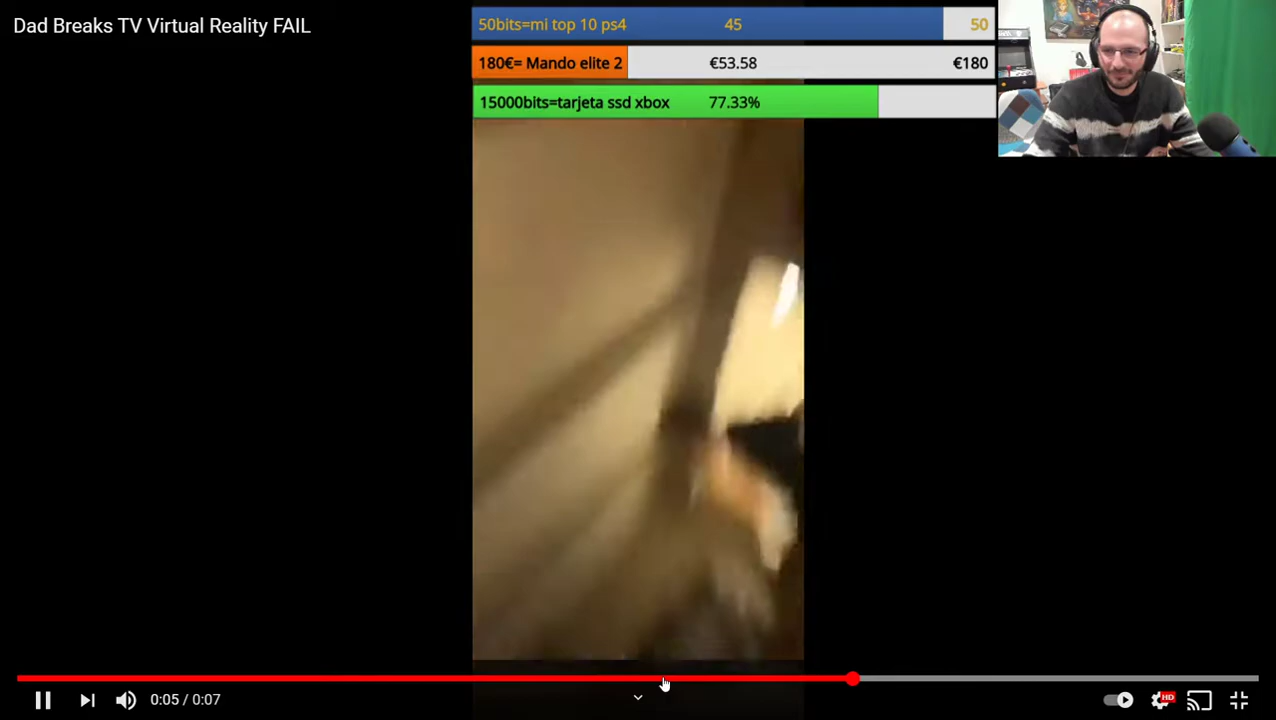 Dad Breaks TV Virtual Reality FAIL
50bits=mi top 10 ps4 45 50
180€= Mando elite 2 €53.58 €180
15000bits=tarjeta ssd xbox 77.33%
0:05 / 0:07
HD